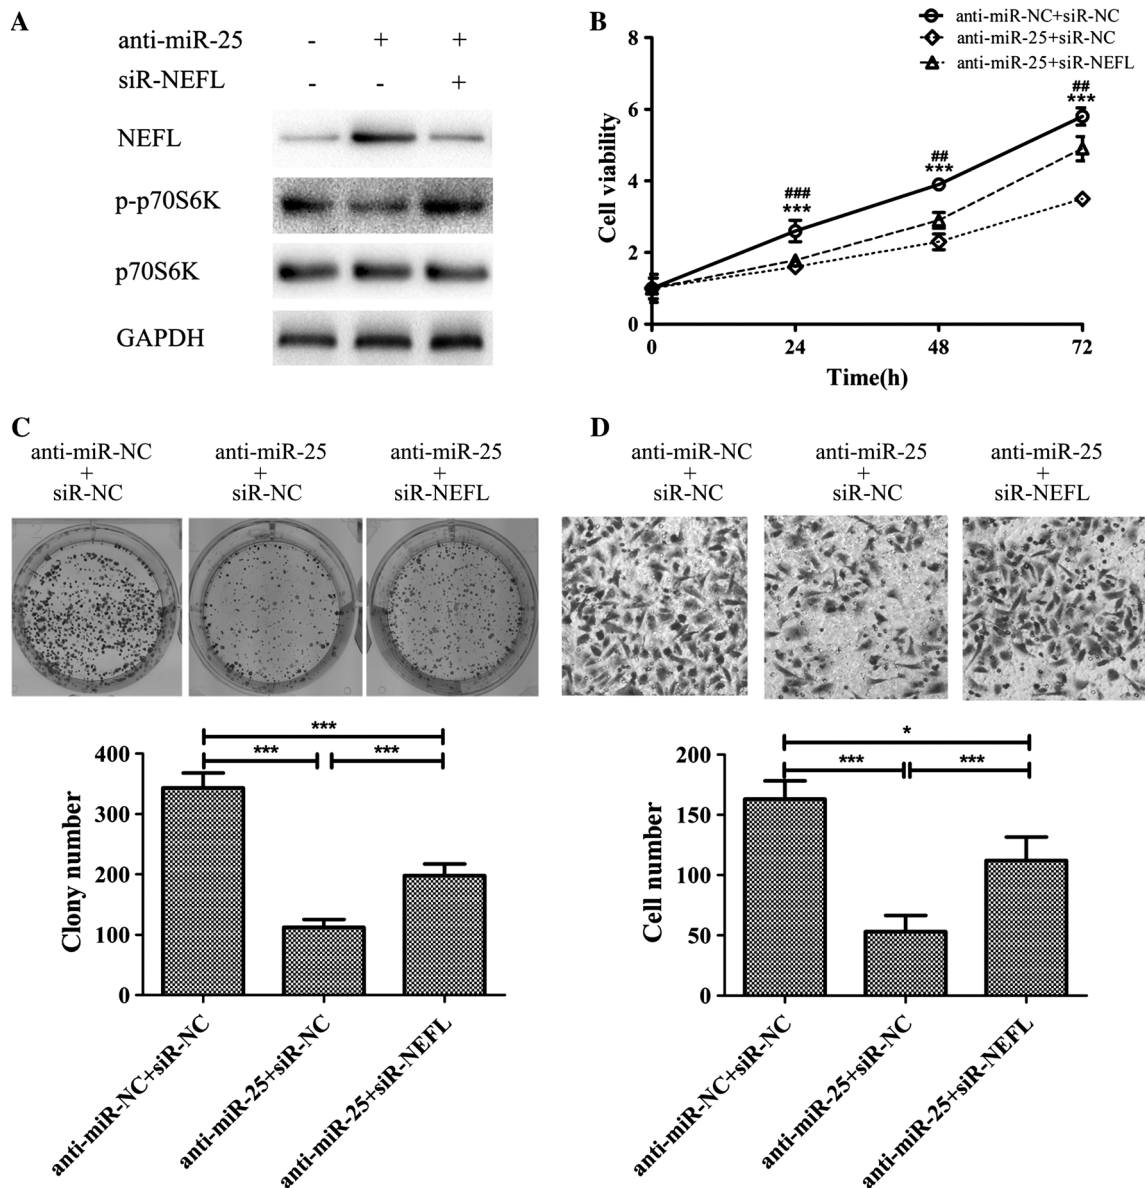 A
anti-miR-25 - + +
siR-NEFL - - +
NEFL
p-p70S6K
p70S6K
GAPDH
B
anti-miR-NC+siR-NC
anti-miR-25+siR-NC
anti-miR-25+siR-NEFL
8
6
4
2
0
Cell viability
###
***
##
***
##
***
0 24 48 72
Time(h)
C
anti-miR-NC
+
siR-NC
anti-miR-25
+
siR-NC
anti-miR-25
+
siR-NEFL
***
*** ***
400
300
200
100
0
Clony number
anti-miR-NC+siR-NC
anti-miR-25+siR-NC
anti-miR-25+siR-NEFL
D
anti-miR-NC
+
siR-NC
anti-miR-25
+
siR-NC
anti-miR-25
+
siR-NEFL
*
*** ***
200
150
100
50
0
Cell number
anti-miR-NC+siR-NC
anti-miR-25+siR-NC
anti-miR-25+siR-NEFL